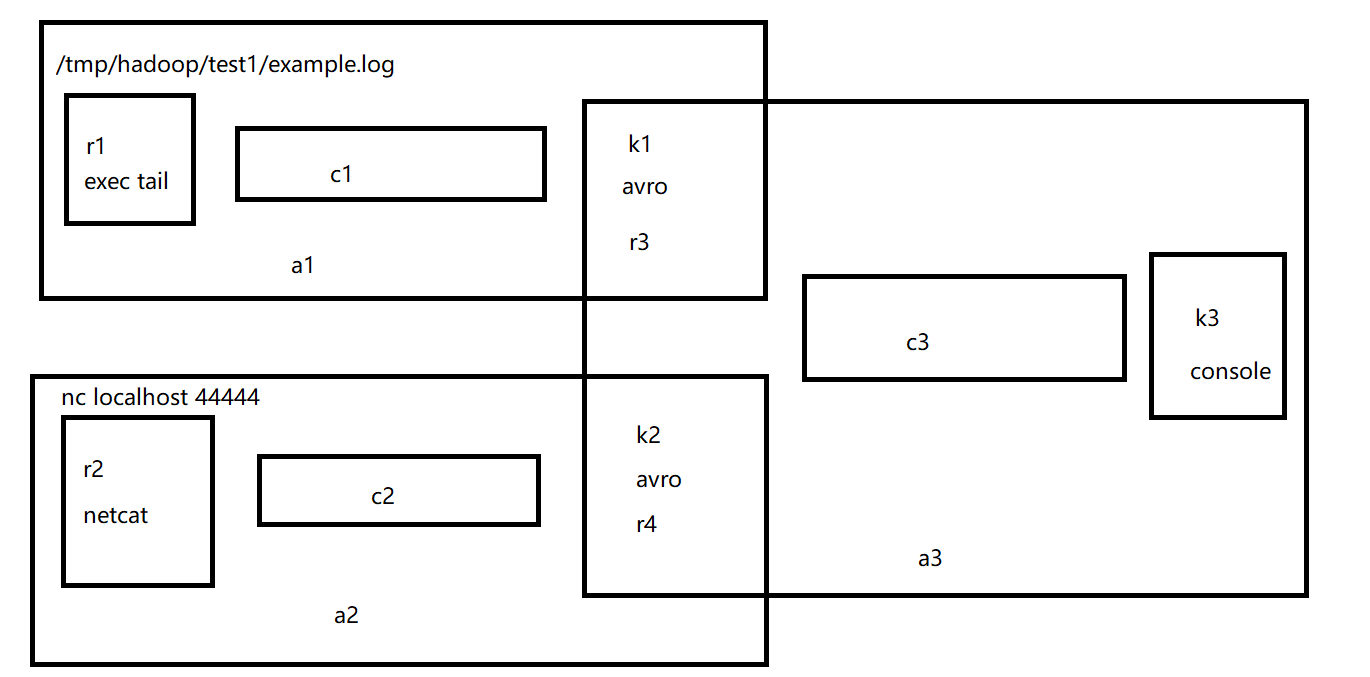 /tmp/hadoop/test1/example.log
r1
exec tail
c1
a1
k1
avro
r3
nc localhost 44444
r2
netcat
c2
a2
k2
avro
r4
c3
k3
console
a3